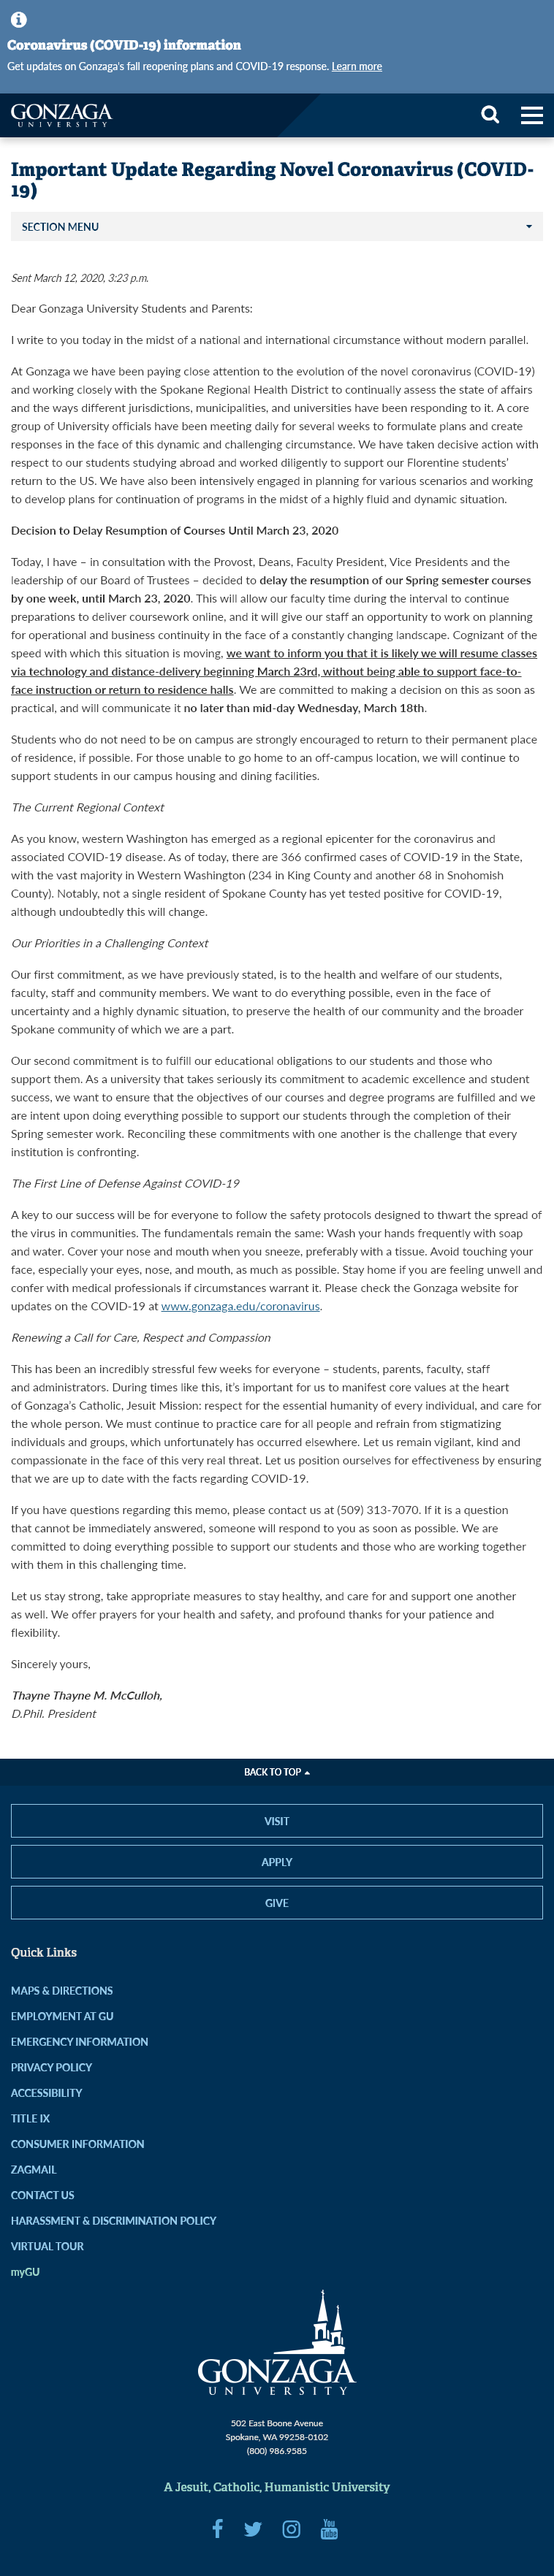 Coronavirus (COVID-19) information
Get updates on Gonzaga's fall reopening plans and COVID-19 response. Learn more
GONZAGA
UNIVERSITY
Important Update Regarding Novel Coronavirus (COVID-
19)
SECTION MENU
Sent March 12, 2020, 3:23 p.m.
Dear Gonzaga University Students and Parents:
I write to you today in the midst of a national and international circumstance without modern parallel.
At Gonzaga we have been paying close attention to the evolution of the novel coronavirus (COVID-19)
and working closely with the Spokane Regional Health District to continually assess the state of affairs
and the ways different jurisdictions, municipalities, and universities have been responding to it. A core
group of University officials have been meeting daily for several weeks to formulate plans and create
responses in the face of this dynamic and challenging circumstance. We have taken decisive action with
respect to our students studying abroad and worked diligently to support our Florentine students'
return to the US. We have also been intensively engaged in planning for various scenarios and working
to develop plans for continuation of programs in the midst of a highly fluid and dynamic situation.
Decision to Delay Resumption of Courses Until March 23, 2020
Today, I have – in consultation with the Provost, Deans, Faculty President, Vice Presidents and the
leadership of our Board of Trustees – decided to delay the resumption of our Spring semester courses
by one week, until March 23, 2020. This will allow our faculty time during the interval to continue
preparations to deliver coursework online, and it will give our staff an opportunity to work on planning
for operational and business continuity in the face of a constantly changing landscape. Cognizant of the
speed with which this situation is moving, we want to inform you that it is likely we will resume classes
via technology and distance-delivery beginning March 23rd, without being able to support face-to-
face instruction or return to residence halls. We are committed to making a decision on this as soon as
practical, and will communicate it no later than mid-day Wednesday, March 18th.
Students who do not need to be on campus are strongly encouraged to return to their permanent place
of residence, if possible. For those unable to go home to an off-campus location, we will continue to
support students in our campus housing and dining facilities.
The Current Regional Context
As you know, western Washington has emerged as a regional epicenter for the coronavirus and
associated COVID-19 disease. As of today, there are 366 confirmed cases of COVID-19 in the State,
with the vast majority in Western Washington (234 in King County and another 68 in Snohomish
County). Notably, not a single resident of Spokane County has yet tested positive for COVID-19,
although undoubtedly this will change.
Our Priorities in a Challenging Context
Our first commitment, as we have previously stated, is to the health and welfare of our students,
faculty, staff and community members. We want to do everything possible, even in the face of
uncertainty and a highly dynamic situation, to preserve the health of our community and the broader
Spokane community of which we are a part.
Our second commitment is to fulfill our educational obligations to our students and those who
support them. As a university that takes seriously its commitment to academic excellence and student
success, we want to ensure that the objectives of our courses and degree programs are fulfilled and we
are intent upon doing everything possible to support our students through the completion of their
Spring semester work. Reconciling these commitments with one another is the challenge that every
institution is confronting.
The First Line of Defense Against COVID-19
A key to our success will be for everyone to follow the safety protocols designed to thwart the spread of
the virus in communities. The fundamentals remain the same: Wash your hands frequently with soap
and water. Cover your nose and mouth when you sneeze, preferably with a tissue. Avoid touching your
face, especially your eyes, nose, and mouth, as much as possible. Stay home if you are feeling unwell and
confer with medical professionals if circumstances warrant it. Please check the Gonzaga website for
updates on the COVID-19 at www.gonzaga.edu/coronavirus.
Renewing a Call for Care, Respect and Compassion
This has been an incredibly stressful few weeks for everyone – students, parents, faculty, staff
and administrators. During times like this, it's important for us to manifest core values at the heart
of Gonzaga's Catholic, Jesuit Mission: respect for the essential humanity of every individual, and care for
the whole person. We must continue to practice care for all people and refrain from stigmatizing
individuals and groups, which unfortunately has occurred elsewhere. Let us remain vigilant, kind and
compassionate in the face of this very real threat. Let us position ourselves for effectiveness by ensuring
that we are up to date with the facts regarding COVID-19.
If you have questions regarding this memo, please contact us at (509) 313-7070. If it is a question
that cannot be immediately answered, someone will respond to you as soon as possible. We are
committed to doing everything possible to support our students and those who are working together
with them in this challenging time.
Let us stay strong, take appropriate measures to stay healthy, and care for and support one another
as well. We offer prayers for your health and safety, and profound thanks for your patience and
flexibility.
Sincerely yours,
Thayne Thayne M. McCulloh,
D.Phil. President
BACK TO TOP
VISIT
APPLY
GIVE
Quick Links
MAPS & DIRECTIONS
EMPLOYMENT AT GU
EMERGENCY INFORMATION
PRIVACY POLICY
ACCESSIBILITY
TITLE IX
CONSUMER INFORMATION
ZAGMAIL
CONTACT US
HARASSMENT & DISCRIMINATION POLICY
VIRTUAL TOUR
myGU
GONZAGA
UNIVERSITY
502 East Boone Avenue
Spokane, WA 99258-0102
(800) 986.9585
A Jesuit, Catholic, Humanistic University
You Tube